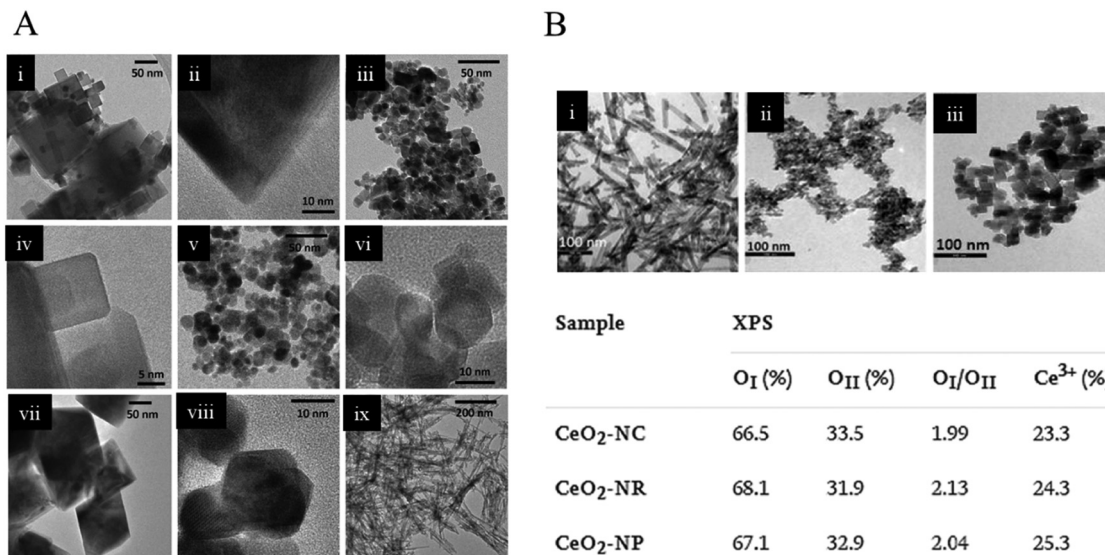 A
B
i
50 nm
ii
10 nm
iii
50 nm
iv
5 nm
v
50 nm
vi
10 nm
vii
50 nm
viii
10 nm
ix
200 nm
i
100 nm
ii
100 nm
iii
100 nm
Sample XPS
OI (%) OII (%) OI/OII Ce3+ (%
CeO2-NC 66.5 33.5 1.99 23.3
CeO2-NR 68.1 31.9 2.13 24.3
CeO2-NP 67.1 32.9 2.04 25.3